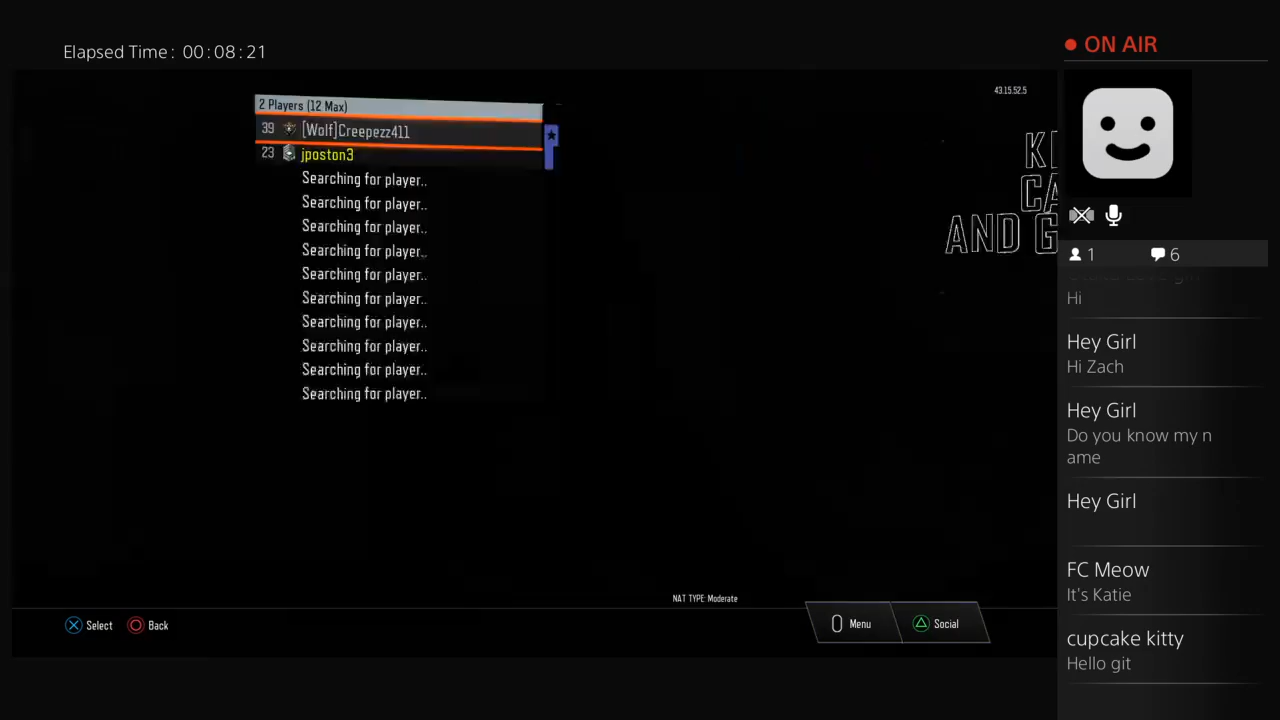 Elapsed Time: 00:08:21
ON AIR
43.15.52.5
2 Players (12 Max)
39 [Wolf]Creepezz411
23 jposton3
Searching for player..
Searching for player..
Searching for player..
Searching for player..
Searching for player..
Searching for player..
Searching for player..
Searching for player..
Searching for player..
Searching for player..
AND G
NAT TYPE: Moderate
Select
Back
Menu
Social
1
6
Hi
Hey Girl
Hi Zach
Hey Girl
Do you know my n
ame
Hey Girl
FC Meow
It's Katie
cupcake kitty
Hello git